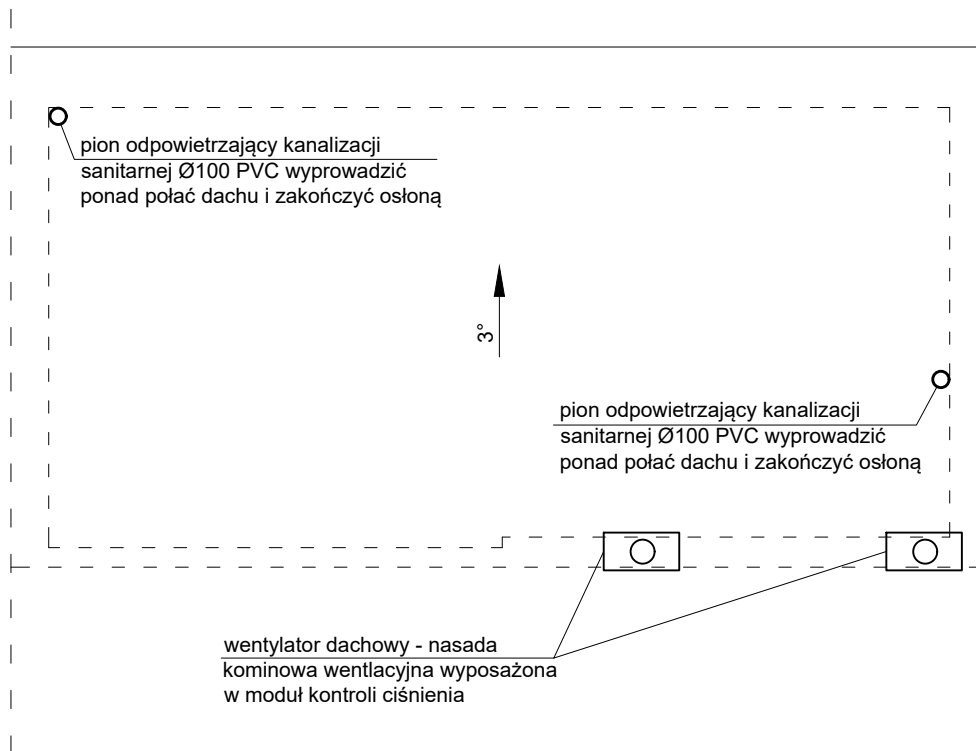 pion odpowietrzający kanalizacji
sanitarnej Ø100 PVC wyprowadzić
ponad połać dachu i zakończyć osłoną
3°
pion odpowietrzający kanalizacji
sanitarnej Ø100 PVC wyprowadzić
ponad połać dachu i zakończyć osłoną
wentylator dachowy - nasada
kominowa wentlacyjna wyposażona
w moduł kontroli ciśnienia